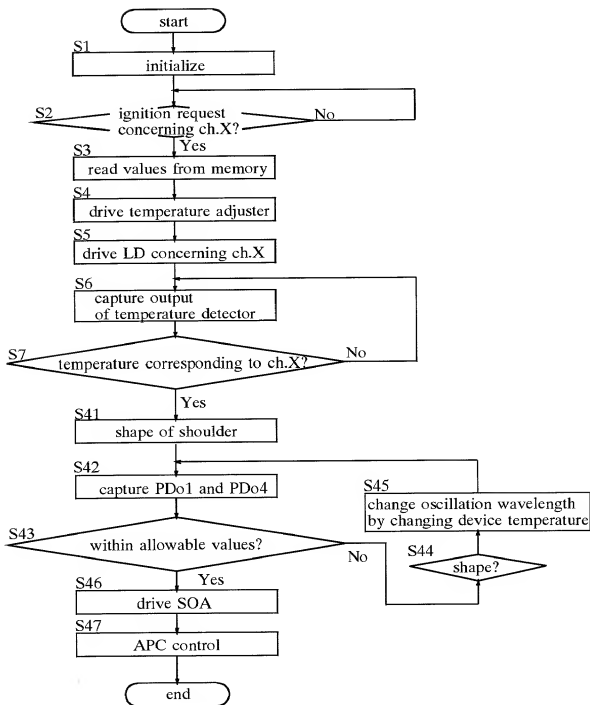 start
S1
initialize
S2
ignition request
concerning ch.X?
No
Yes
S3
read values from memory
S4
drive temperature adjuster
S5
drive LD concerning ch.X
S6
capture output
of temperature detector
S7
temperature corresponding to ch.X?
No
Yes
S41
shape of shoulder
S42
capture PDo1 and PDo4
S45
change oscillation wavelength
by changing device temperature
S43
within allowable values?
No
S44
shape?
Yes
S46
drive SOA
S47
APC control
end